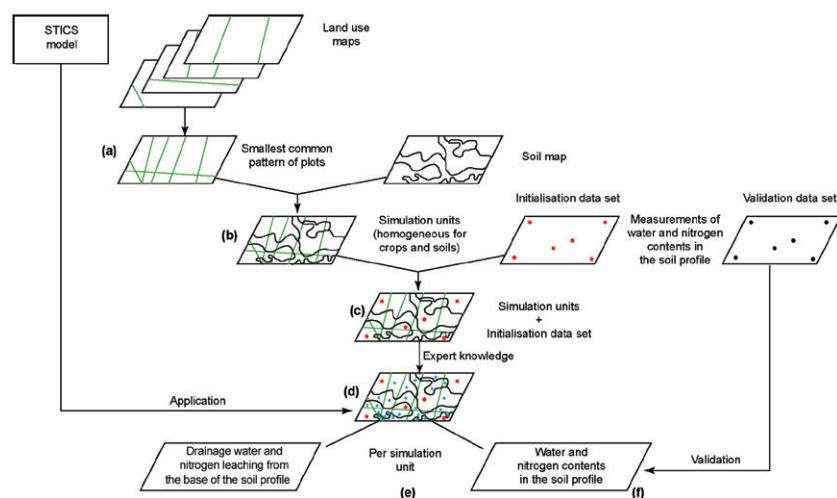 STICS
model
Land use
maps
(a)
Smallest common
pattern of plots
Soil map
(b)
Simulation units
(homogeneous for
crops and soils)
Initialisation data set
Measurements of
water and nitrogen
contents in
the soil profile
Validation data set
(c)
Simulation units
+
Initialisation data set
Expert knowledge
(d)
Application
Drainage water and
nitrogen leaching from
the base of the soil profile
Per simulation
unit
(e)
Water and
nitrogen contents
in the soil profile
(f)
Validation